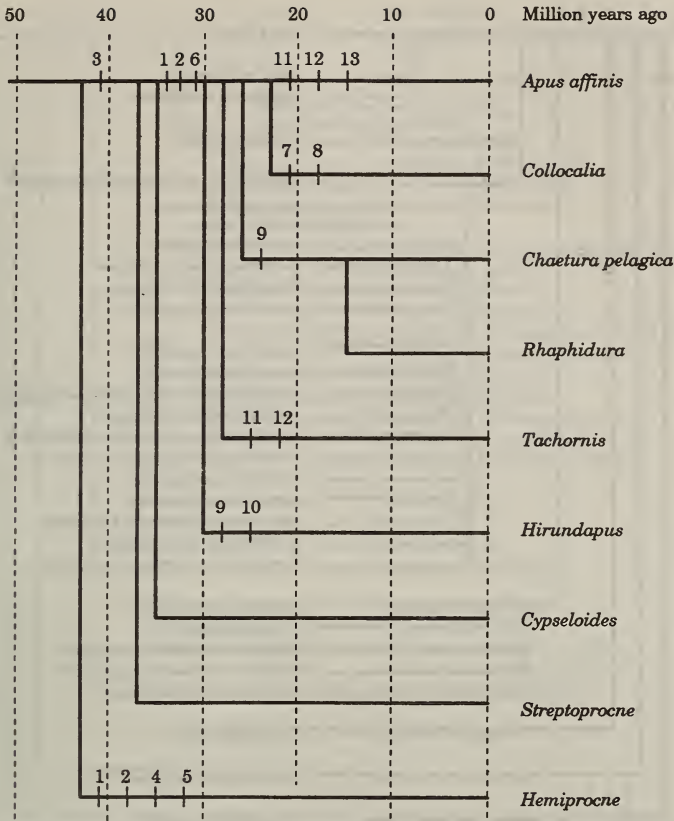 50 40 30 20 10 0 Million years ago
3 1 2 6 11 12 13
Apus affinis
7 8
Collocalia
9
Chaetura pelagica
Rhaphidura
11 12
Tachornis
9 10
Hirundapus
Cypseloides
Streptoprocne
1 2 4 5
Hemiprocne